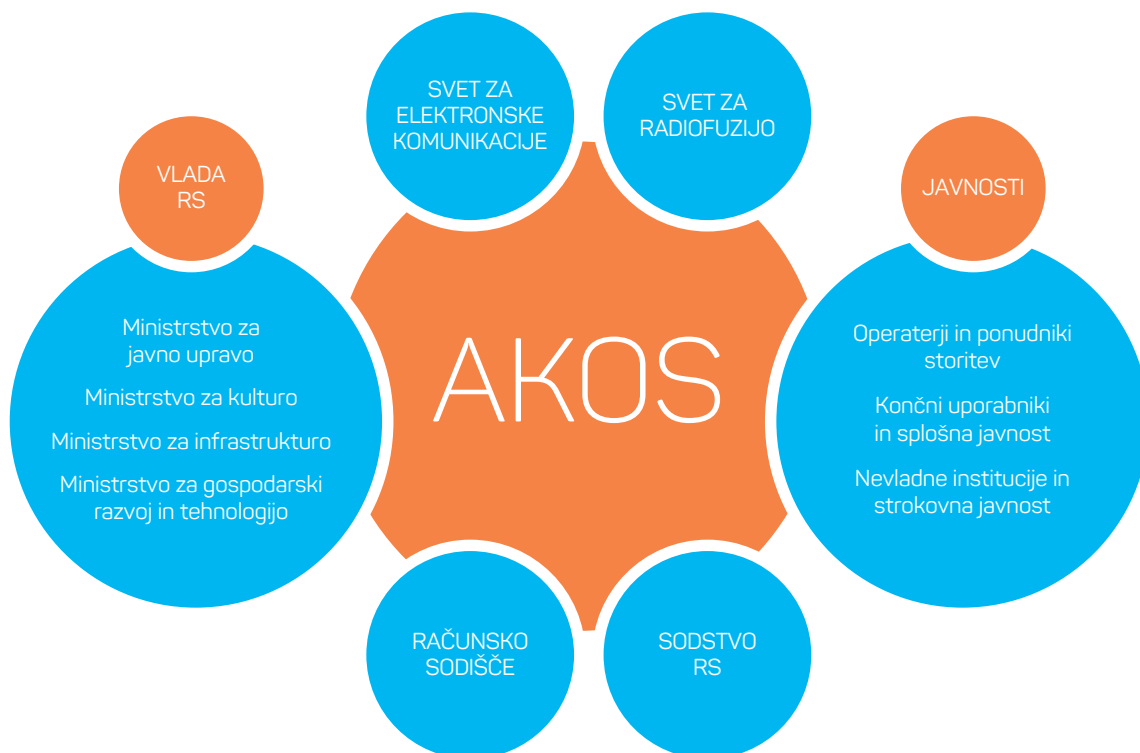 SVET ZA
ELEKTRONSKE
KOMUNIKACIJE
SVET ZA
RADIOFUZIJO
VLADA
RS
JAVNOSTI
Ministrstvo za
javno upravo
Ministrstvo za kulturo
Ministrstvo za infrastrukturo
Ministrstvo za gospodarski
razvoj in tehnologijo
AKOS
Operaterji in ponudniki
storitev
Končni uporabniki
in splošna javnost
Nevladne institucije in
strokovna javnost
RAČUNSKO
SODIŠČE
SODSTVO
RS